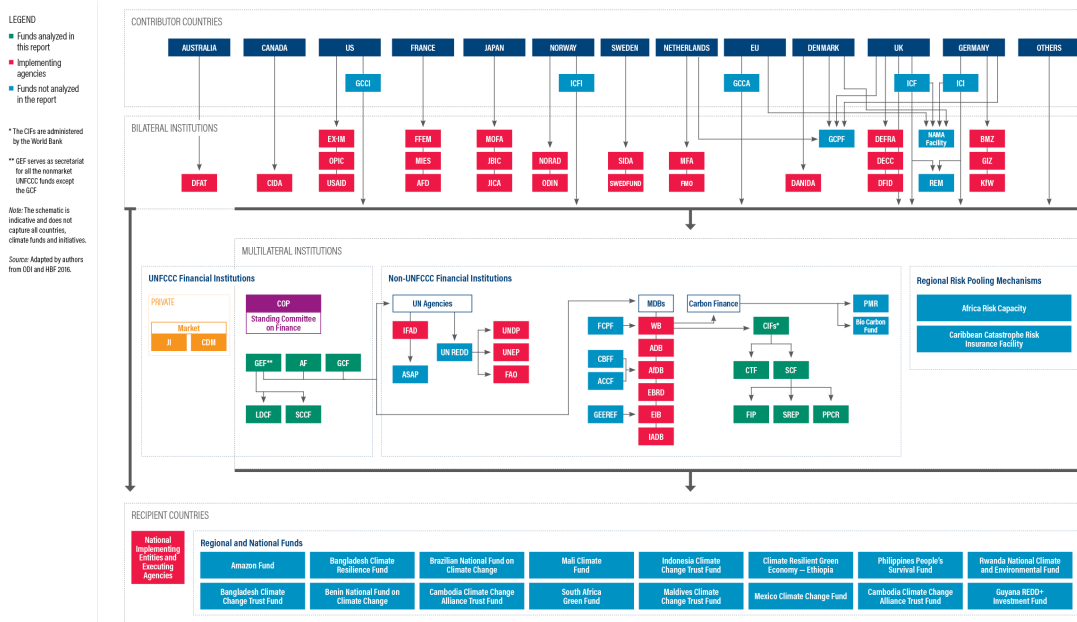 LEGEND
Funds analyzed in
this report
Implementing
agencies
Funds not analyzed
in the report
* The CIFs are administered
by the World Bank
** GEF serves as secretariat
for all the nonmarket
UNFCCC funds except
the GCF
Note: The schematic is
indicative and does not
capture all countries,
climate funds and initiatives.
Source: Adapted by authors
from ODI and HBF 2016.
CONTRIBUTOR COUNTRIES
AUSTRALIA
CANADA
US
FRANCE
JAPAN
NORWAY
SWEDEN
NETHERLANDS
EU
DENMARK
UK
GERMANY
OTHERS
GCCI
ICFI
GCCA
ICF
ICI
BILATERAL INSTITUTIONS
EX-IM
FFEM
MOFA
GCPF
DEFRA
NAMA
Facility
BMZ
OPIC
MIES
JBIC
NORAD
SIDA
MFA
DECC
GIZ
DFAT
CIDA
USAID
AFD
JICA
ODIN
SWEDFUND
FMO
DANIDA
DFID
REM
KfW
MULTILATERAL INSTITUTIONS
UNFCCC Financial Institutions
PRIVATE
Market
JI
CDM
COP
Standing Committee
on Finance
GEF**
AF
GCF
LDCF
SCCF
Non-UNFCCC Financial Institutions
UN Agencies
IFAD
ASAP
UN REDD
UNDP
UNEP
FAO
MDBs
Carbon Finance
PMR
Bio Carbon
Fund
FCPF
WB
CIFs*
ADB
CBFF
AfDB
ACCF
EBRD
GEEREF
EIB
IADB
CTF
SCF
FIP
SREP
PPCR
Regional Risk Pooling Mechanisms
Africa Risk Capacity
Caribbean Catastrophe Risk
Insurance Facility
RECIPIENT COUNTRIES
National
Implementing
Entities and
Executing
Agencies
Regional and National Funds
Amazon Fund
Bangladesh Climate
Resilience Fund
Brazilian National Fund on
Climate Change
Mali Climate
Fund
Indonesia Climate
Change Trust Fund
Climate Resilient Green
Economy — Ethiopia
Philippines People's
Survival Fund
Rwanda National Climate
and Environmental Fund
Bangladesh Climate
Change Trust Fund
Benin National Fund on
Climate Change
Cambodia Climate Change
Alliance Trust Fund
South Africa
Green Fund
Maldives Climate
Change Trust Fund
Mexico Climate Change Fund
Cambodia Climate Change
Alliance Trust Fund
Guyana REDD+
Investment Fund